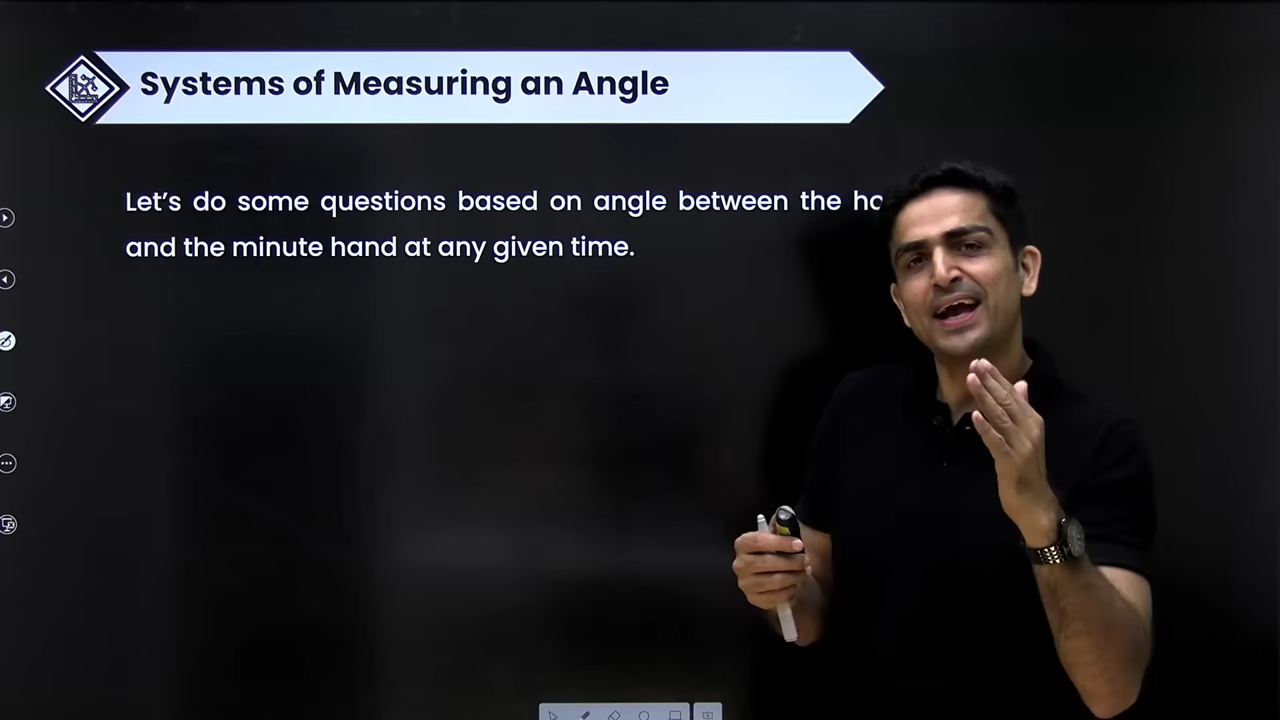 Systems of Measuring an Angle
Let's do some questions based on angle between the
and the minute hand at any given time.